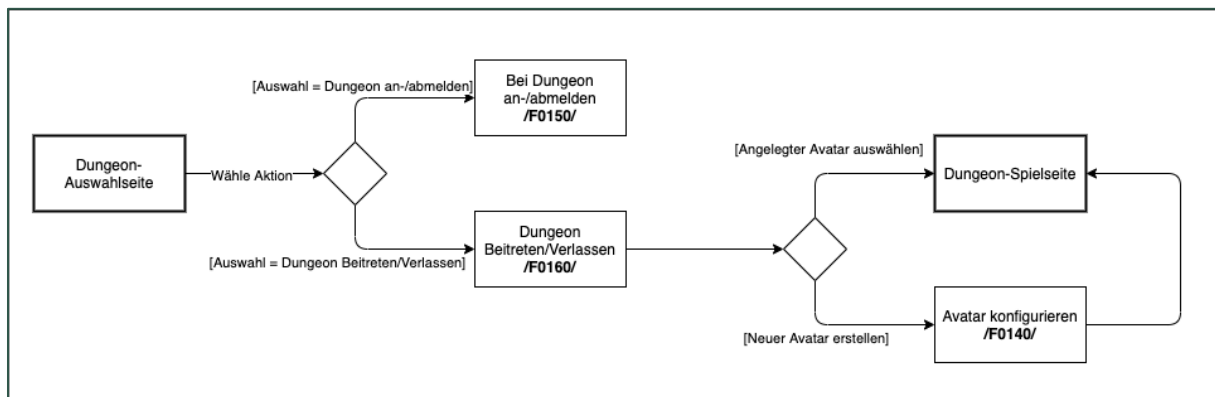 [Auswahl = Dungeon an-/abmelden]
Bei Dungeon
an-/abmelden
/F0150/
Dungeon-
Auswahlseite
Wähle Aktion
[Auswahl = Dungeon Beitreten/Verlassen]
Dungeon
Beitreten/Verlassen
/F0160/
[Angelegter Avatar auswählen]
Dungeon-Spielseite
[Neuer Avatar erstellen]
Avatar konfigurieren
/F0140/